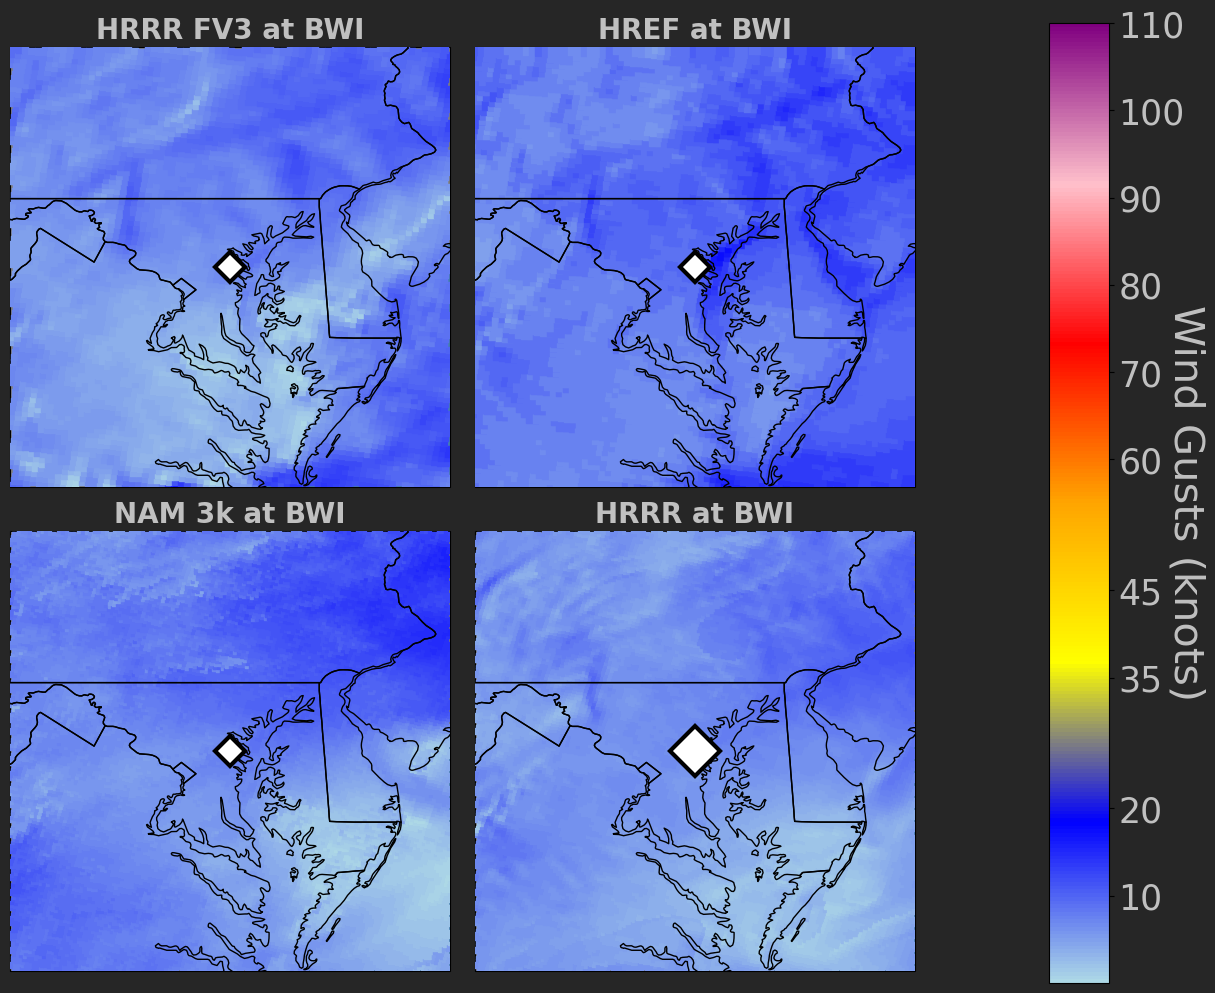 HRRR FV3 at BWI
HREF at BWI
NAM 3k at BWI
HRRR at BWI
110
100
90
80
70
60
45
35
20
10
Wind Gusts (knots)